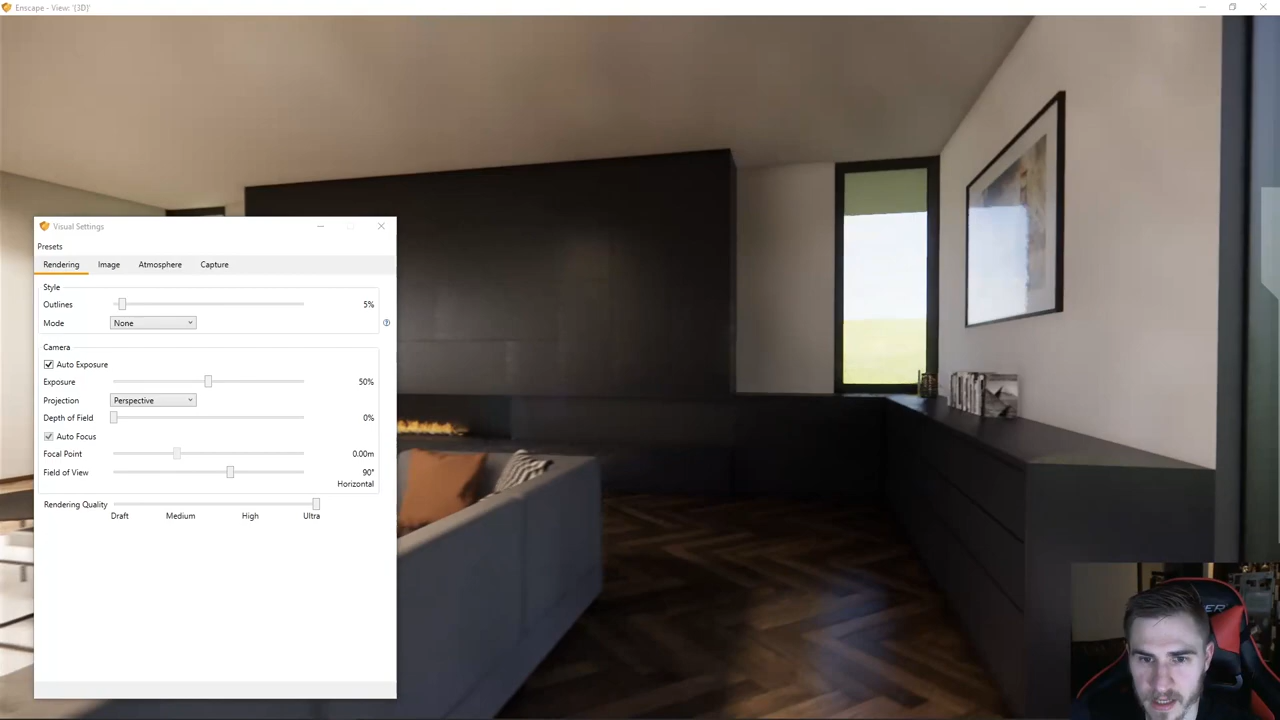 Enscape - View: '{3D}'
Visual Settings
Presets
Rendering Image Atmosphere Capture
Style
Outlines 5%
Mode None
Camera
Auto Exposure
Exposure 50%
Projection Perspective
Depth of Field 0%
Auto Focus
Focal Point 0.00m
Field of View 90°
Horizontal
Rendering Quality
Draft Medium High Ultra